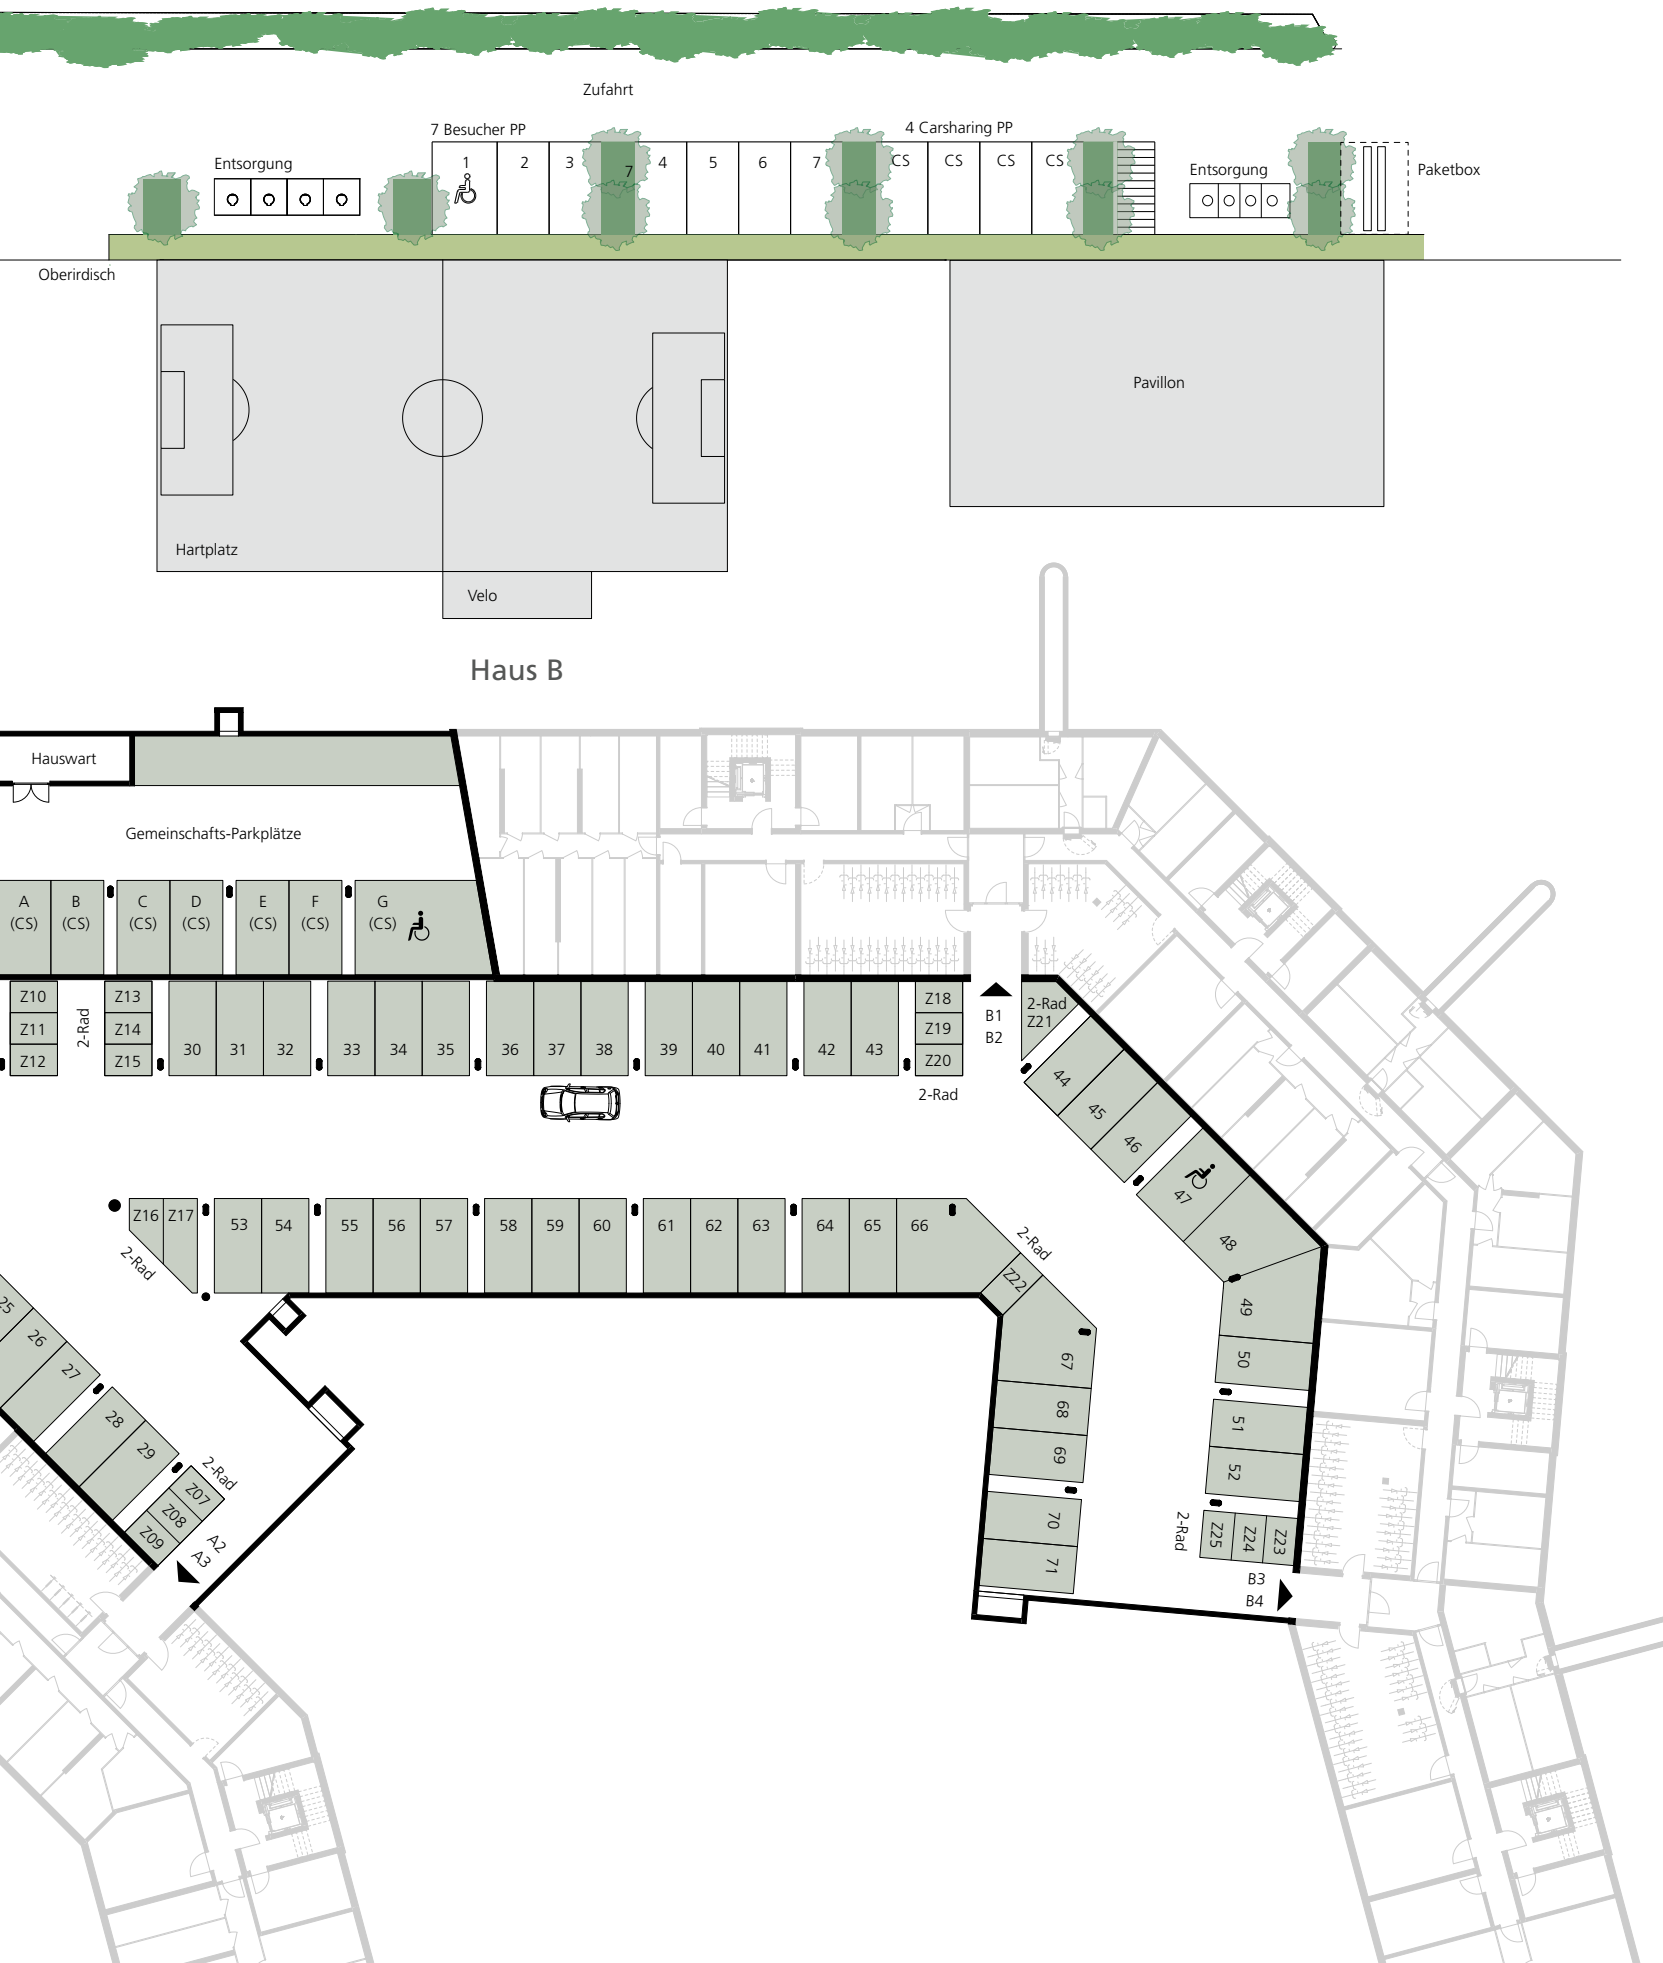 Zufahrt
7 Besucher PP
4 Carsharing PP
Entsorgung
1
2
3
7
4
5
6
7
CS
CS
CS
CS
Entsorgung
Paketbox
Oberirdisch
Pavillon
Hartplatz
Velo
Haus B
Hauswart
Gemeinschafts-Parkplätze
A
(CS)
B
(CS)
C
(CS)
D
(CS)
E
(CS)
F
(CS)
G
(CS)
Z10
Z11
Z12
2-Rad
Z13
Z14
Z15
30
31
32
33
34
35
36
37
38
39
40
41
42
43
Z18
Z19
Z20
2-Rad
B1
B2
2-Rad
Z21
44
45
46
47
48
49
50
51
52
2-Rad
Z25
Z24
Z23
B3
B4
Z16
Z17
2-Rad
53
54
55
56
57
58
59
60
61
62
63
64
65
66
2-Rad
Z22
67
68
69
70
71
25
26
27
28
29
2-Rad
Z07
Z08
Z09
A2
A3